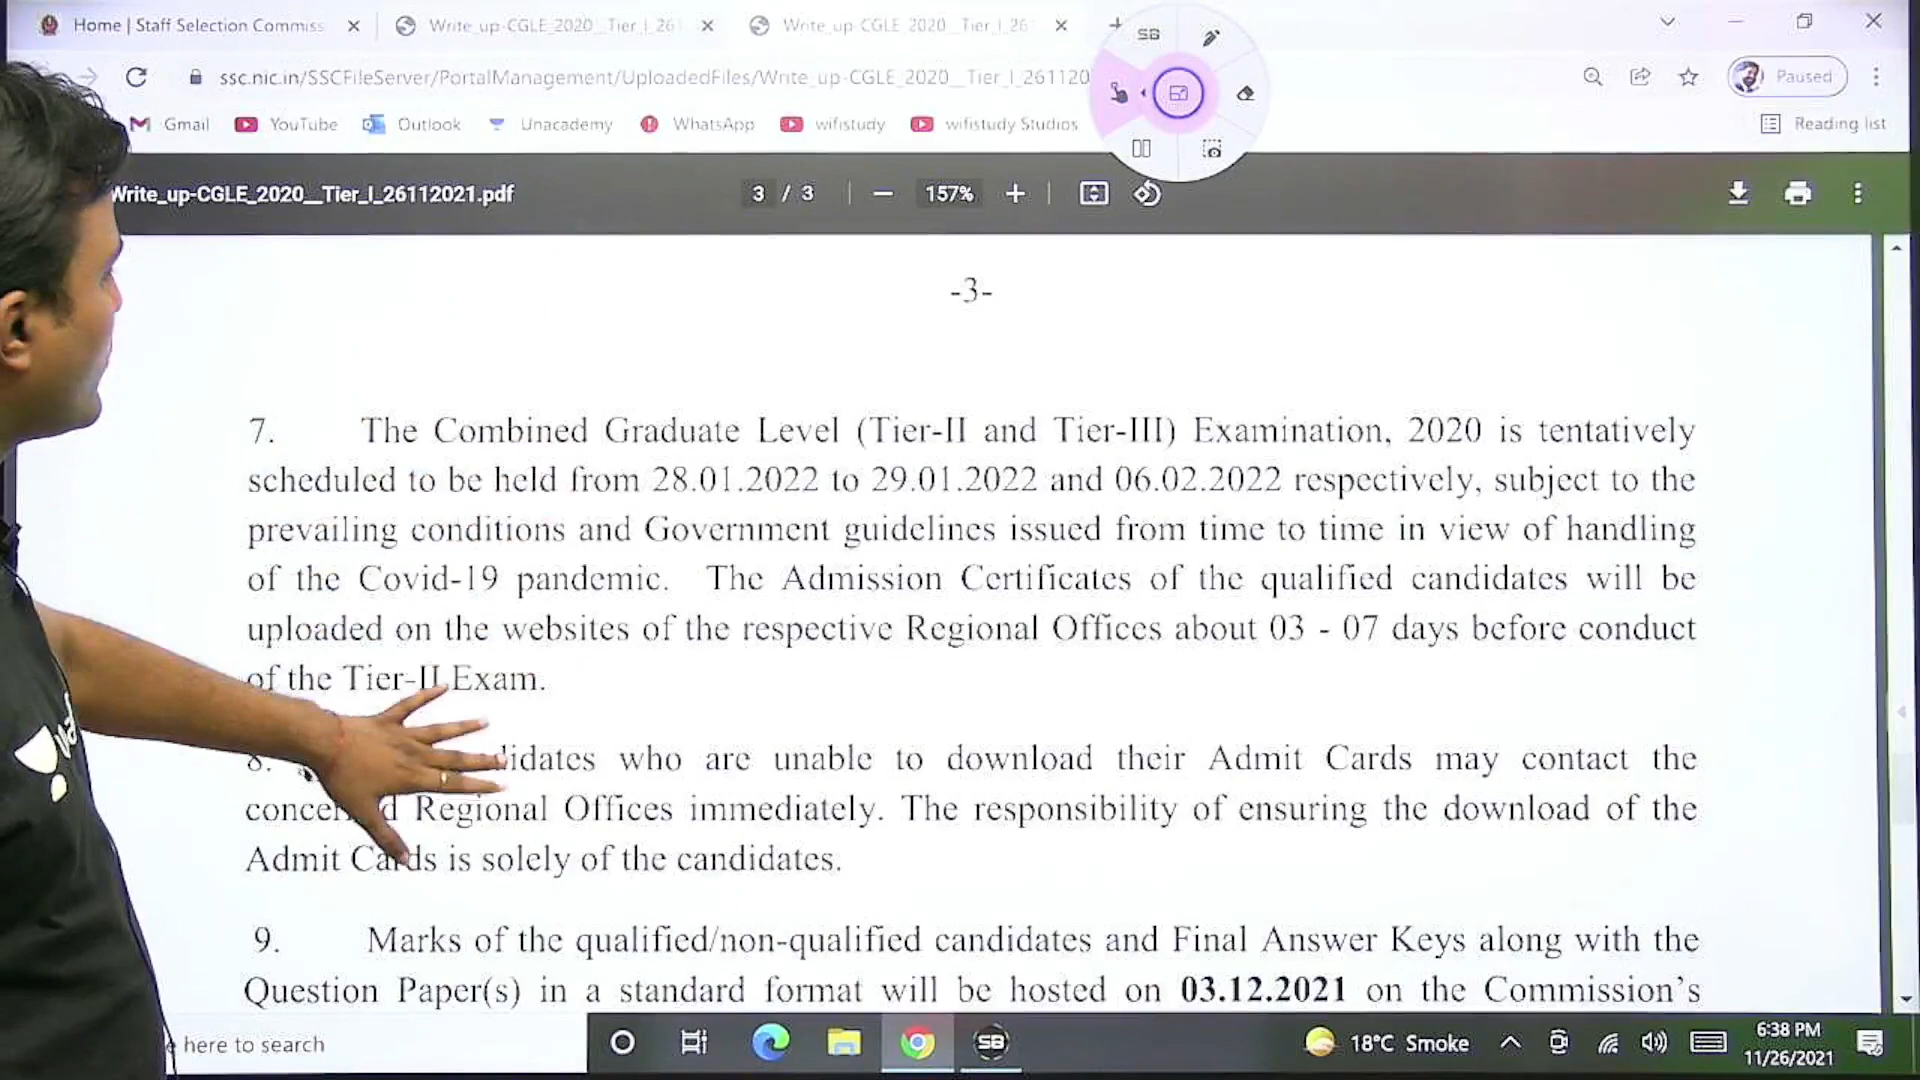 Home | Staff Selection Commiss
Write_up-CGLE_2020__Tier_I_261
Write_up-CGLE_2020__Tier_I_26
SB
ssc.nic.in/SSCFileServer/PortalManagement/UploadedFiles/Write_up-CGLE_2020__Tier_I_261120
Paused
Gmail
YouTube
Outlook
Unacademy
WhatsApp
wifistudy
wifistudy Studios
Reading list
Write_up-CGLE_2020__Tier_I_26112021.pdf
3 / 3
157%
-3-
7. The Combined Graduate Level (Tier-II and Tier-III) Examination, 2020 is tentatively
scheduled to be held from 28.01.2022 to 29.01.2022 and 06.02.2022 respectively, subject to the
prevailing conditions and Government guidelines issued from time to time in view of handling
of the Covid-19 pandemic. The Admission Certificates of the qualified candidates will be
uploaded on the websites of the respective Regional Offices about 03 - 07 days before conduct
of the Tier-II Exam.
8. idates who are unable to download their Admit Cards may contact the
Regional Offices immediately. The responsibility of ensuring the download of the
Admit Cards is solely of the candidates.
9. Marks of the qualified/non-qualified candidates and Final Answer Keys along with the
Question Paper(s) in a standard format will be hosted on 03.12.2021 on the Commission's
here to search
SB
18°C Smoke
6:38 PM
11/26/2021